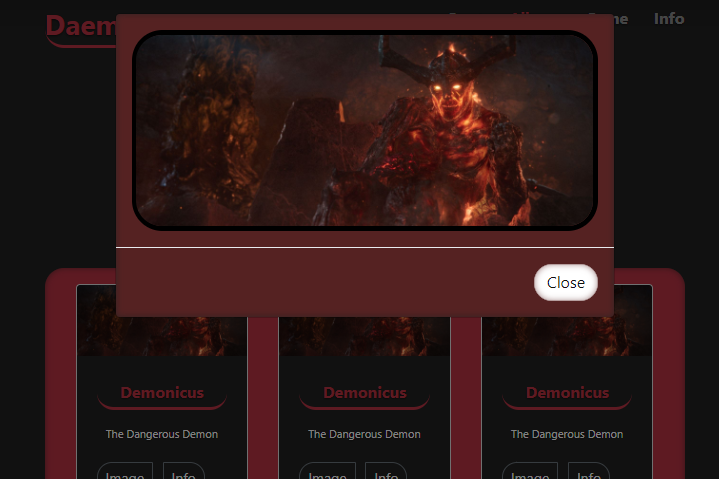 Info
Close
Demonicus Demonicus Demonicus
The Dangerous Demon The Dangerous Demon The Dangerous Demon
Image Info Image Info Image Info